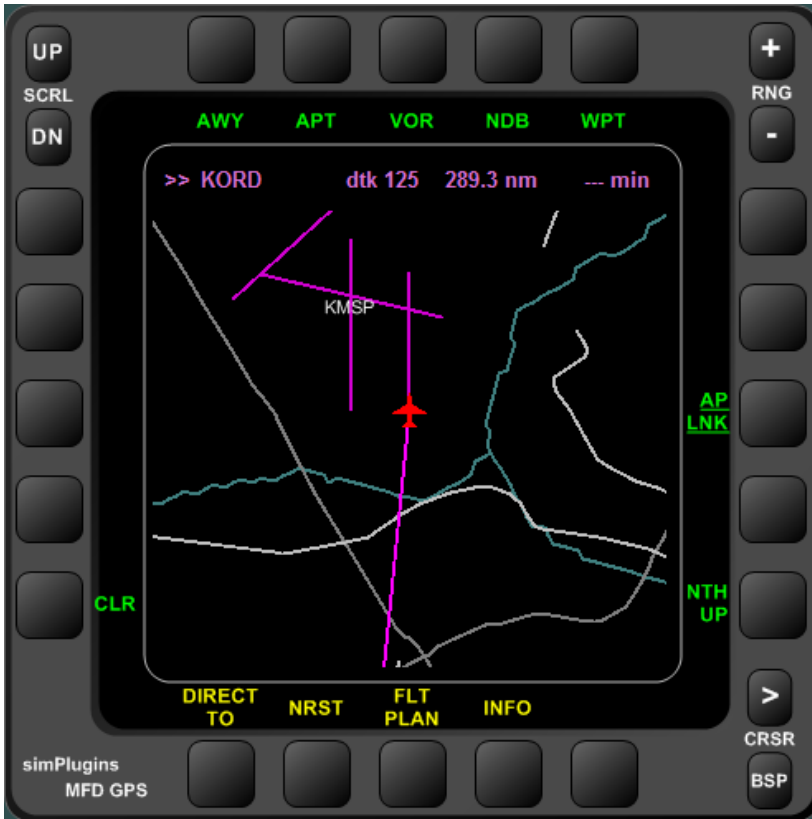 UP
+
SCRL
RNG
AWY APT VOR NDB WPT
DN
-
>> KORD dtk 125 289.3 nm --- min
KMSP
AP
LNK
CLR
NTH
UP
DIRECT
TO
NRST
FLT
PLAN
INFO
>
CRSR
simPlugins
MFD GPS
BSP